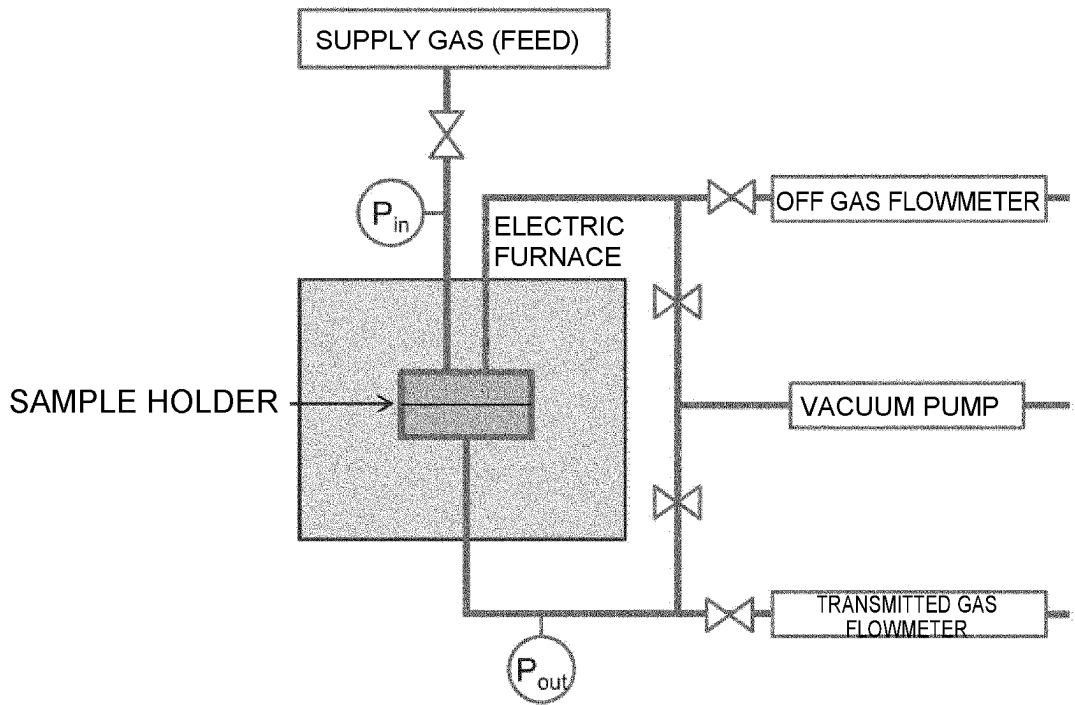 SUPPLY GAS (FEED)
Pin
OFF GAS FLOWMETER
ELECTRIC
FURNACE
SAMPLE HOLDER
VACUUM PUMP
TRANSMITTED GAS
FLOWMETER
Pout